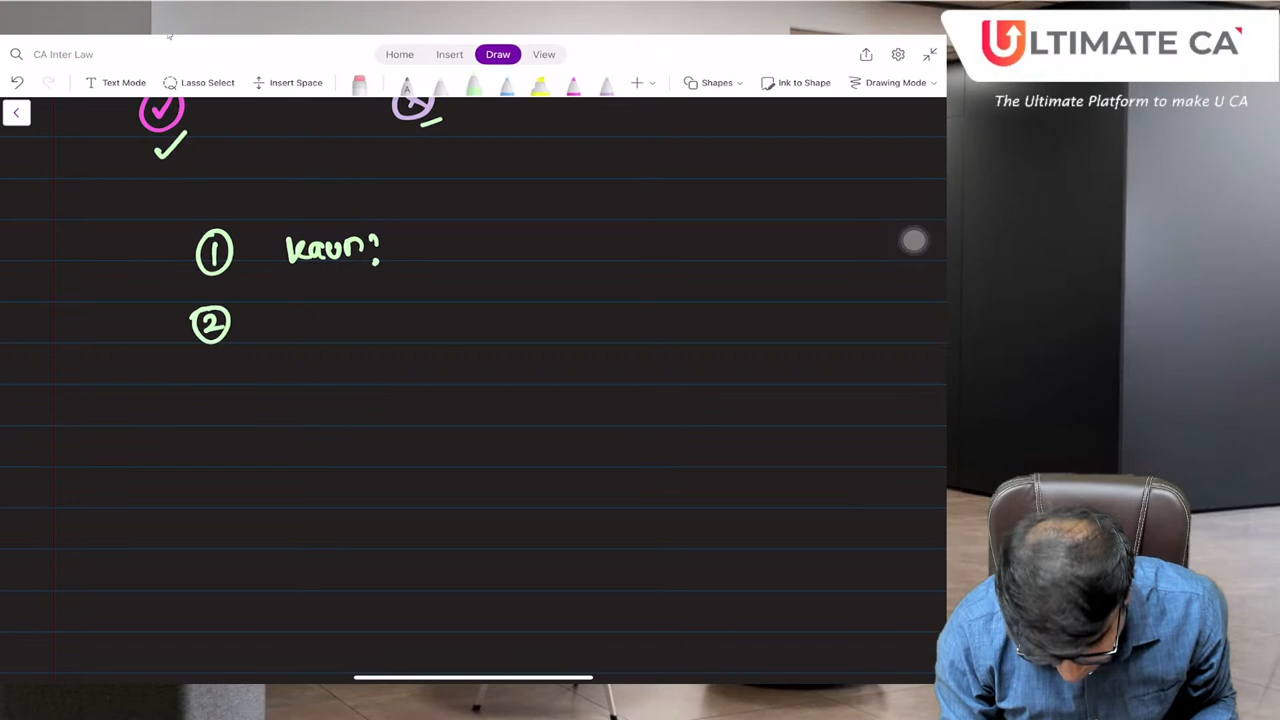 ULTIMATE CA
The Ultimate Platform to make U CA
CA Inter Law
Home Insert Draw View
Text Mode Lasso Select Insert Space A Shapes Ink to Shape Drawing Mode
1 Kaun?
2